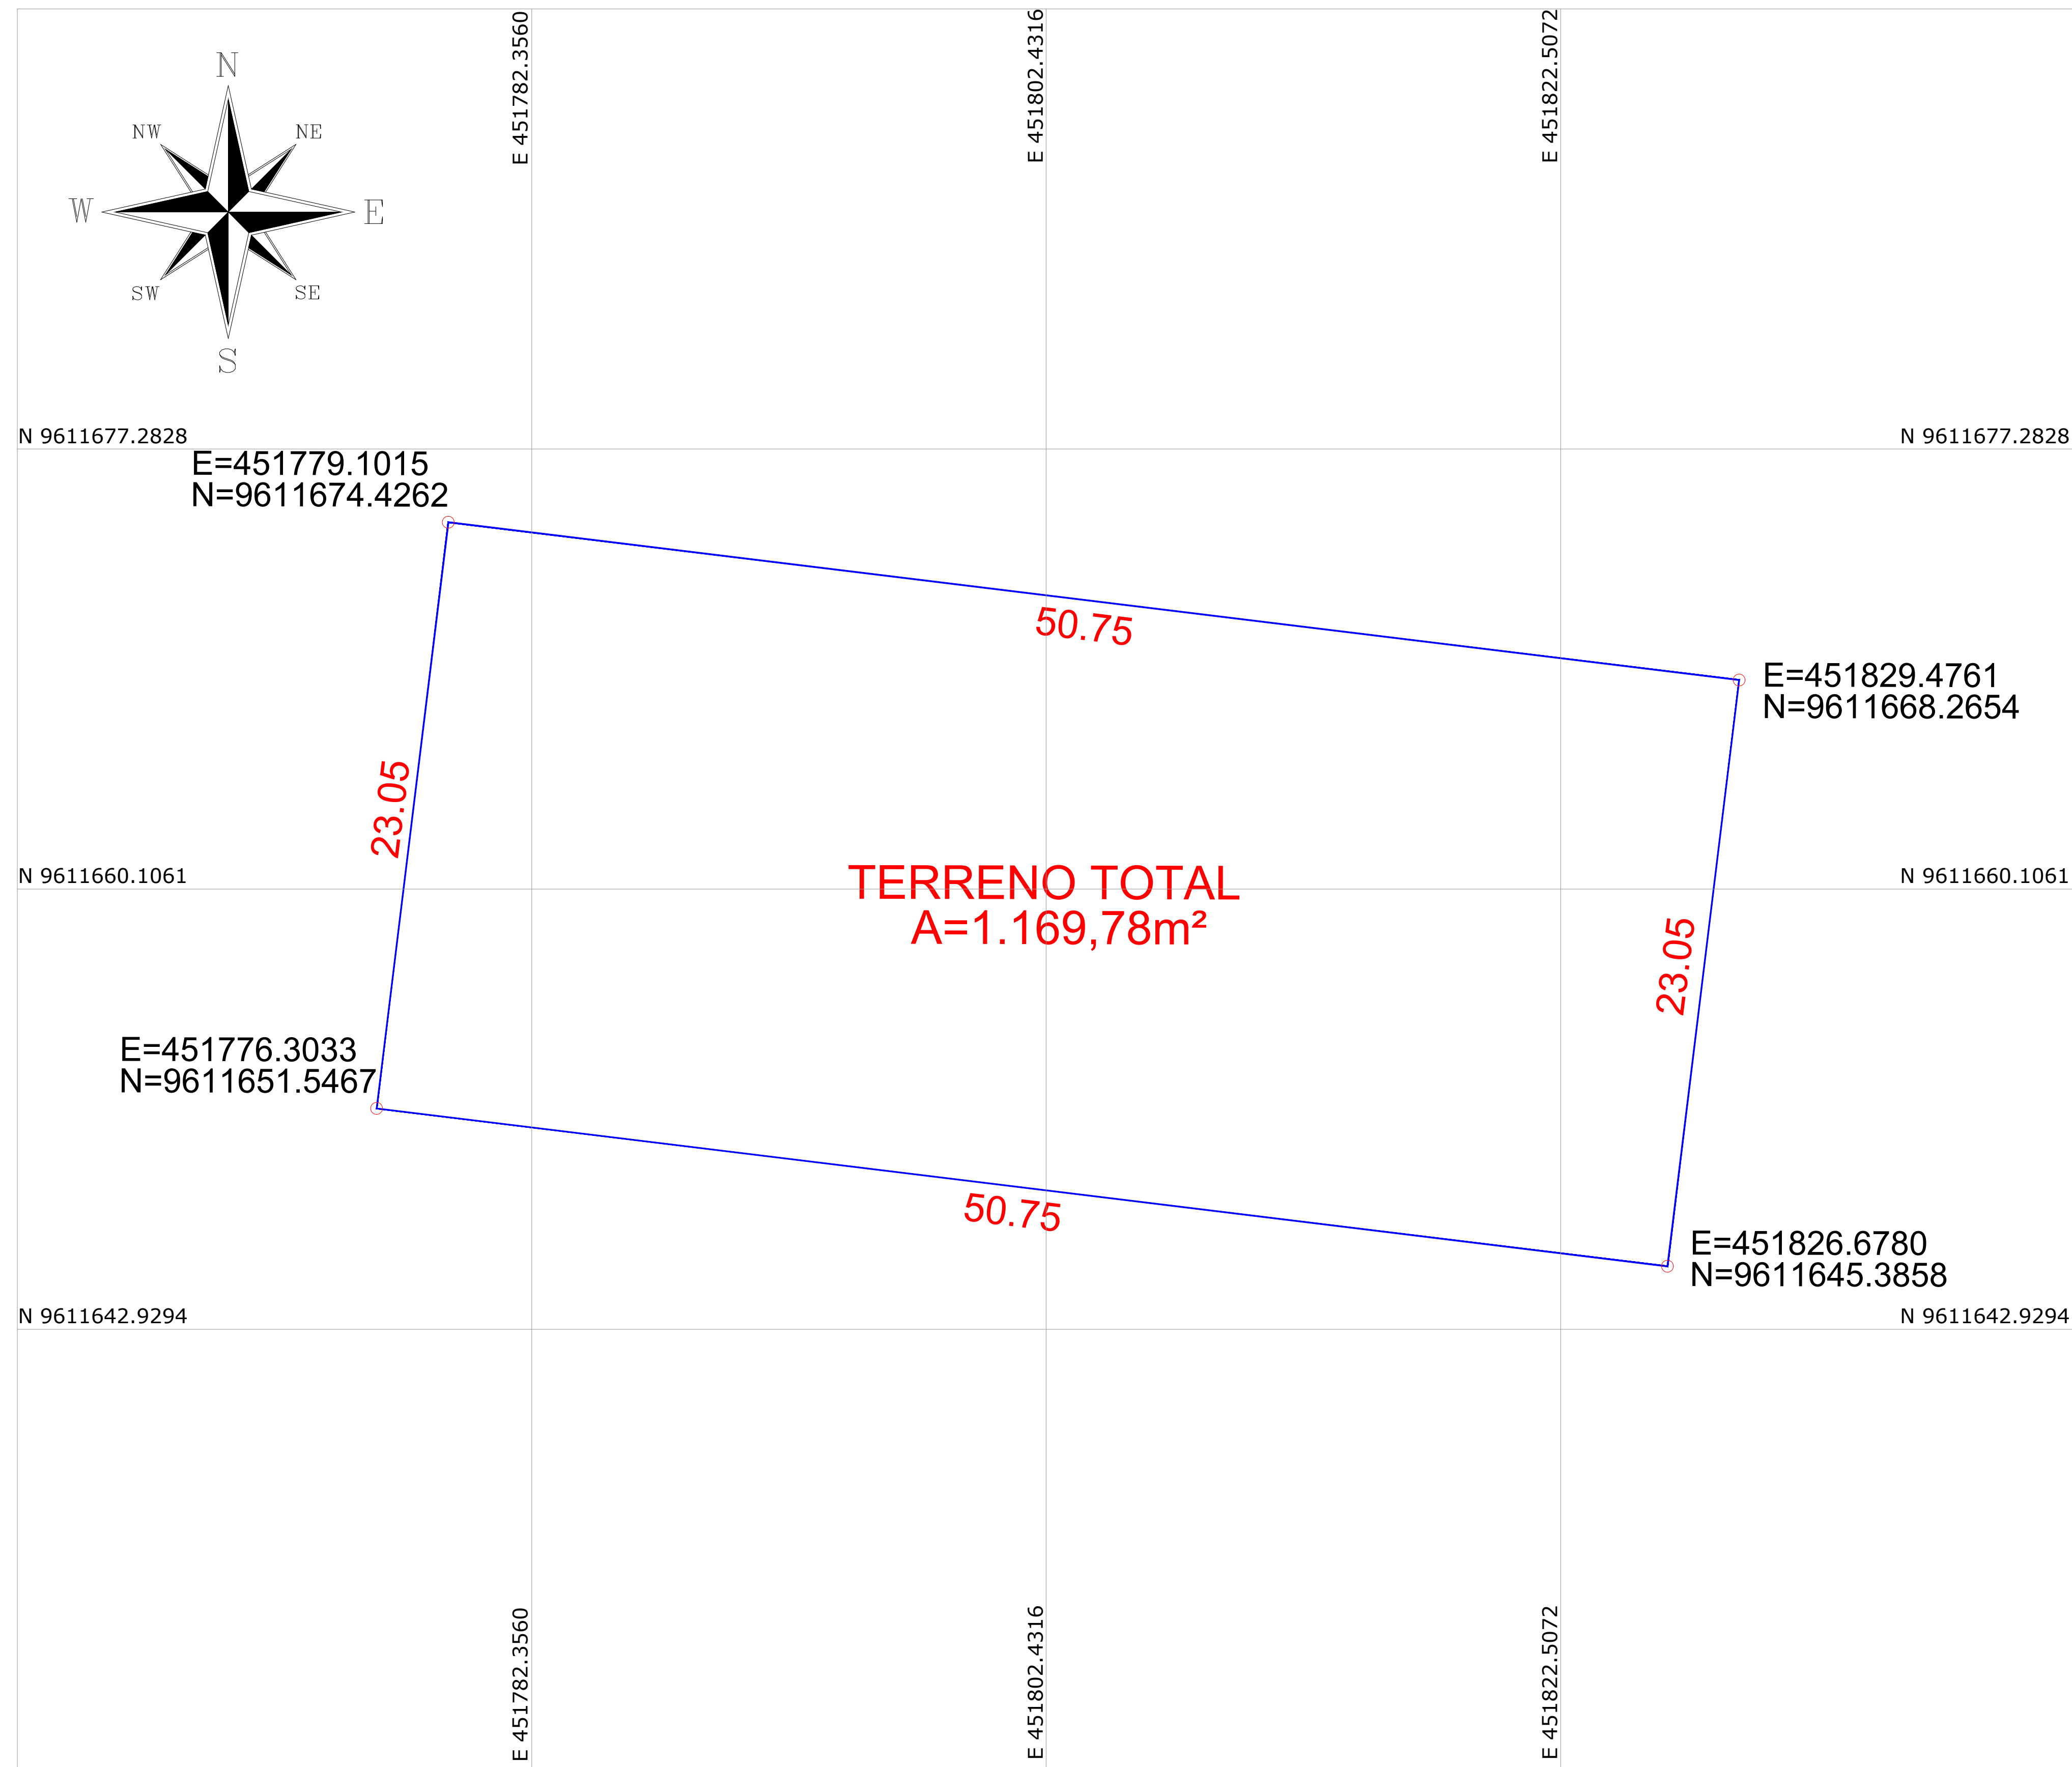 E 451782.3560
E 451802.4316
E 451822.5072
N
NW
NE
W
E
SW
SE
S
N 9611677.2828
N 9611677.2828
E=451779.1015
N=9611674.4262
50.75
E=451829.4761
N=9611668.2654
23.05
N 9611660.1061
N 9611660.1061
TERRENO TOTAL
A=1.169,78m²
23.05
E=451776.3033
N=9611651.5467
50.75
E=451826.6780
N=9611645.3858
N 9611642.9294
N 9611642.9294
E 451782.3560
E 451802.4316
E 451822.5072